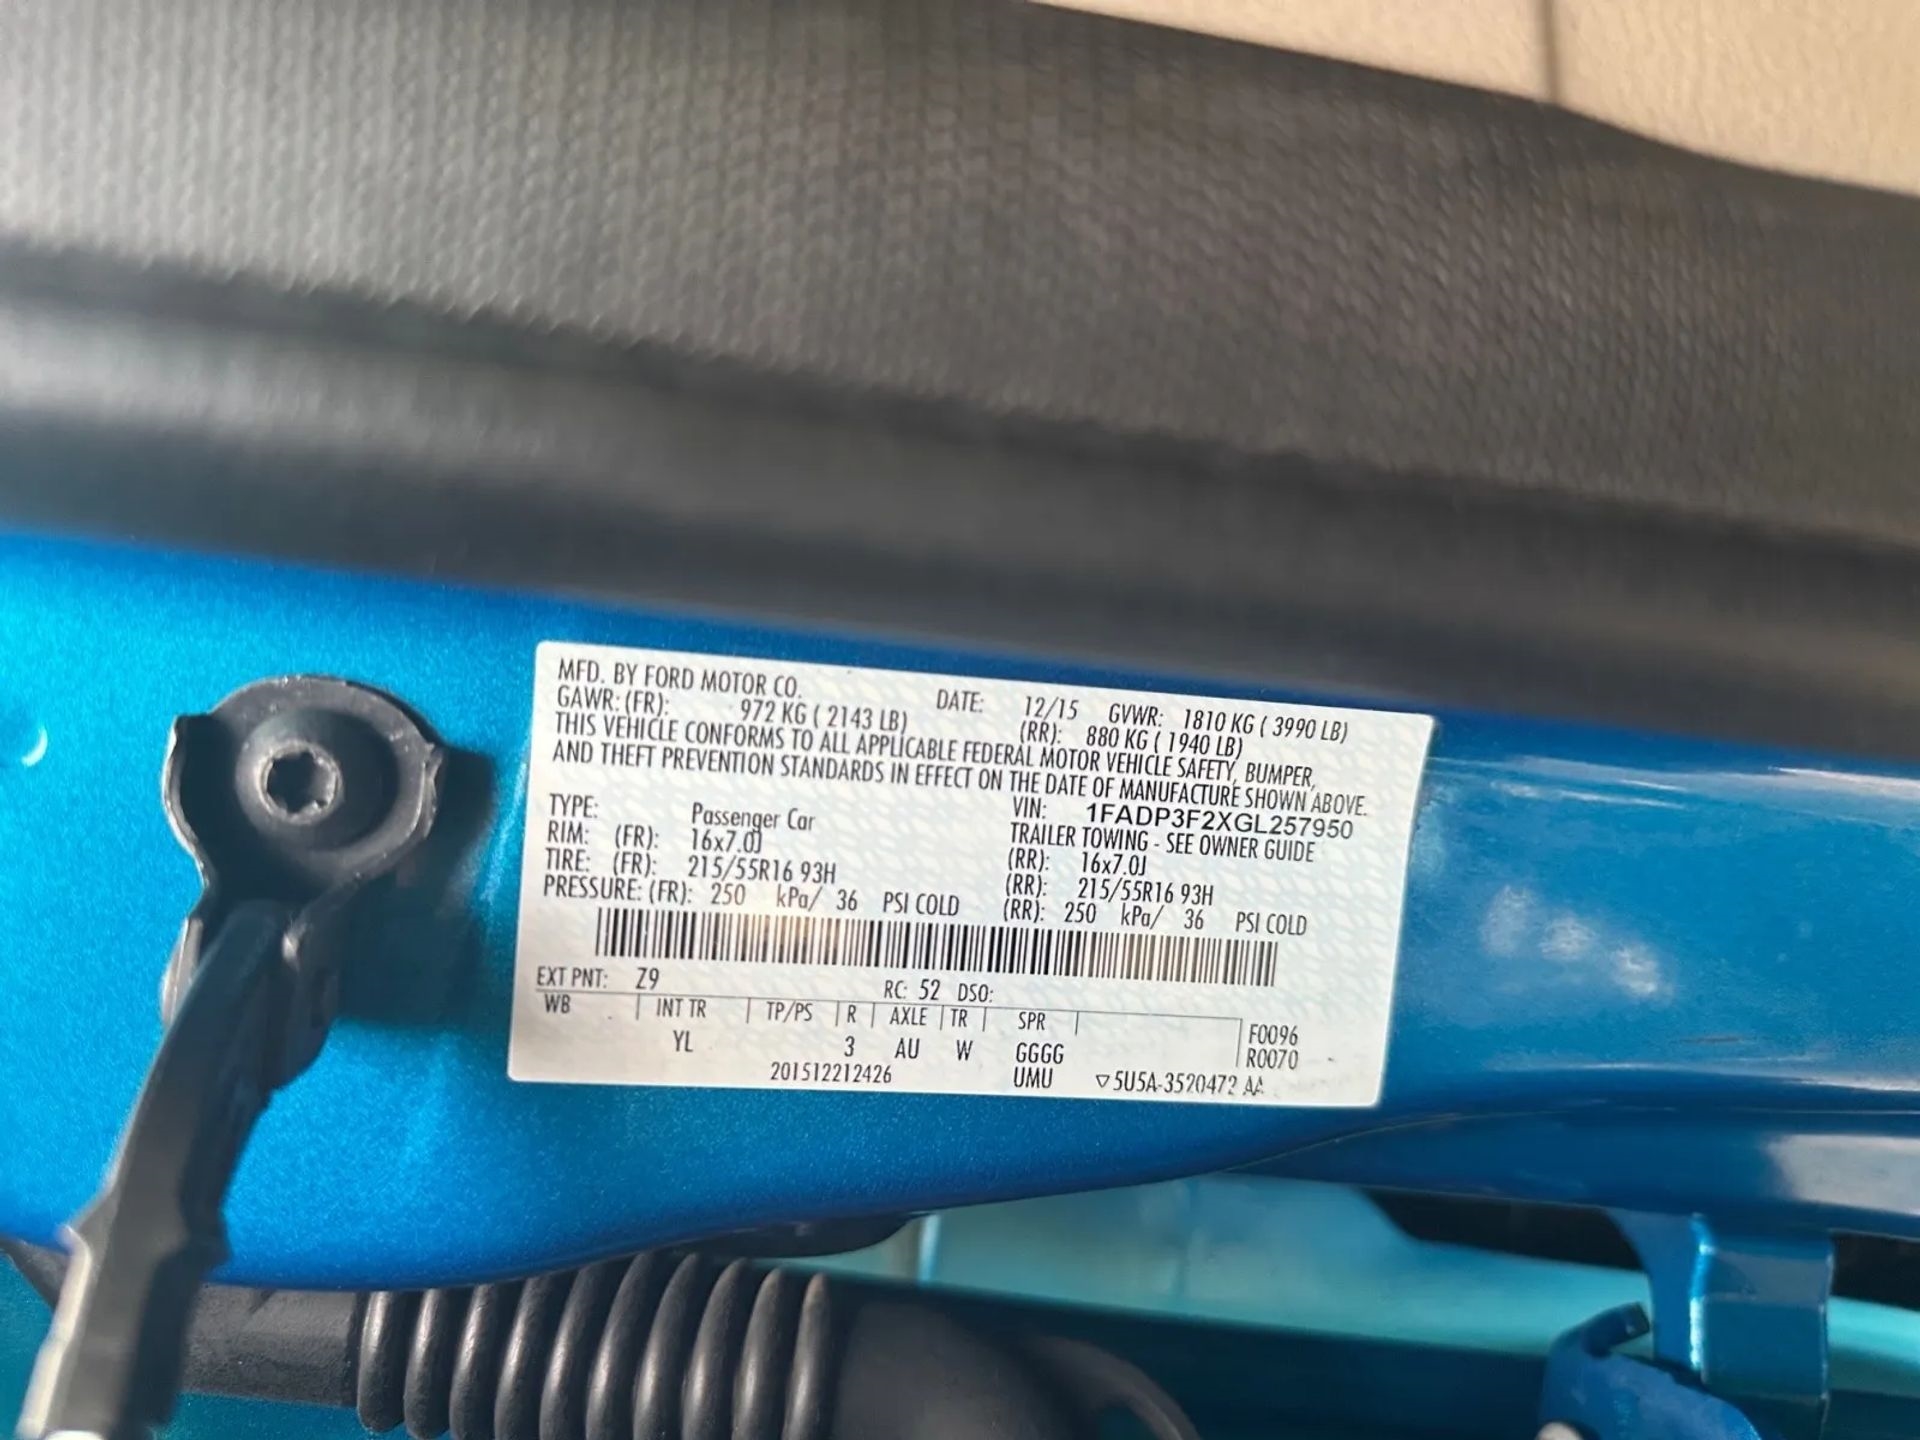 MFD. BY FORD MOTOR CO. DATE: 12/15 GVWR: 1810 KG ( 3990 LB)
GAWR: (FR): 972 KG ( 2143 LB) (RR): 880 KG ( 1940 LB)
THIS VEHICLE CONFORMS TO ALL APPLICABLE FEDERAL MOTOR VEHICLE SAFETY, BUMPER,
AND THEFT PREVENTION STANDARDS IN EFFECT ON THE DATE OF MANUFACTURE SHOWN ABOVE.
VIN: 1FADP3F2XGL257950
TYPE: Passenger Car TRAILER TOWING - SEE OWNER GUIDE
RIM: (FR): 16x7.0J (RR): 16x7.0J
TIRE: (FR): 215/55R16 93H (RR): 215/55R16 93H
PRESSURE: (FR): 250 kPa/ 36 PSI COLD (RR): 250 kPa/ 36 PSI COLD
EXT PNT: Z9 RC: 52 DSO:
WB INT TR TP/PS R AXLE TR SPR F0096
YL 3 AU W GGGG R0070
201512212426 UMU ▽5U5A-3520472 AA